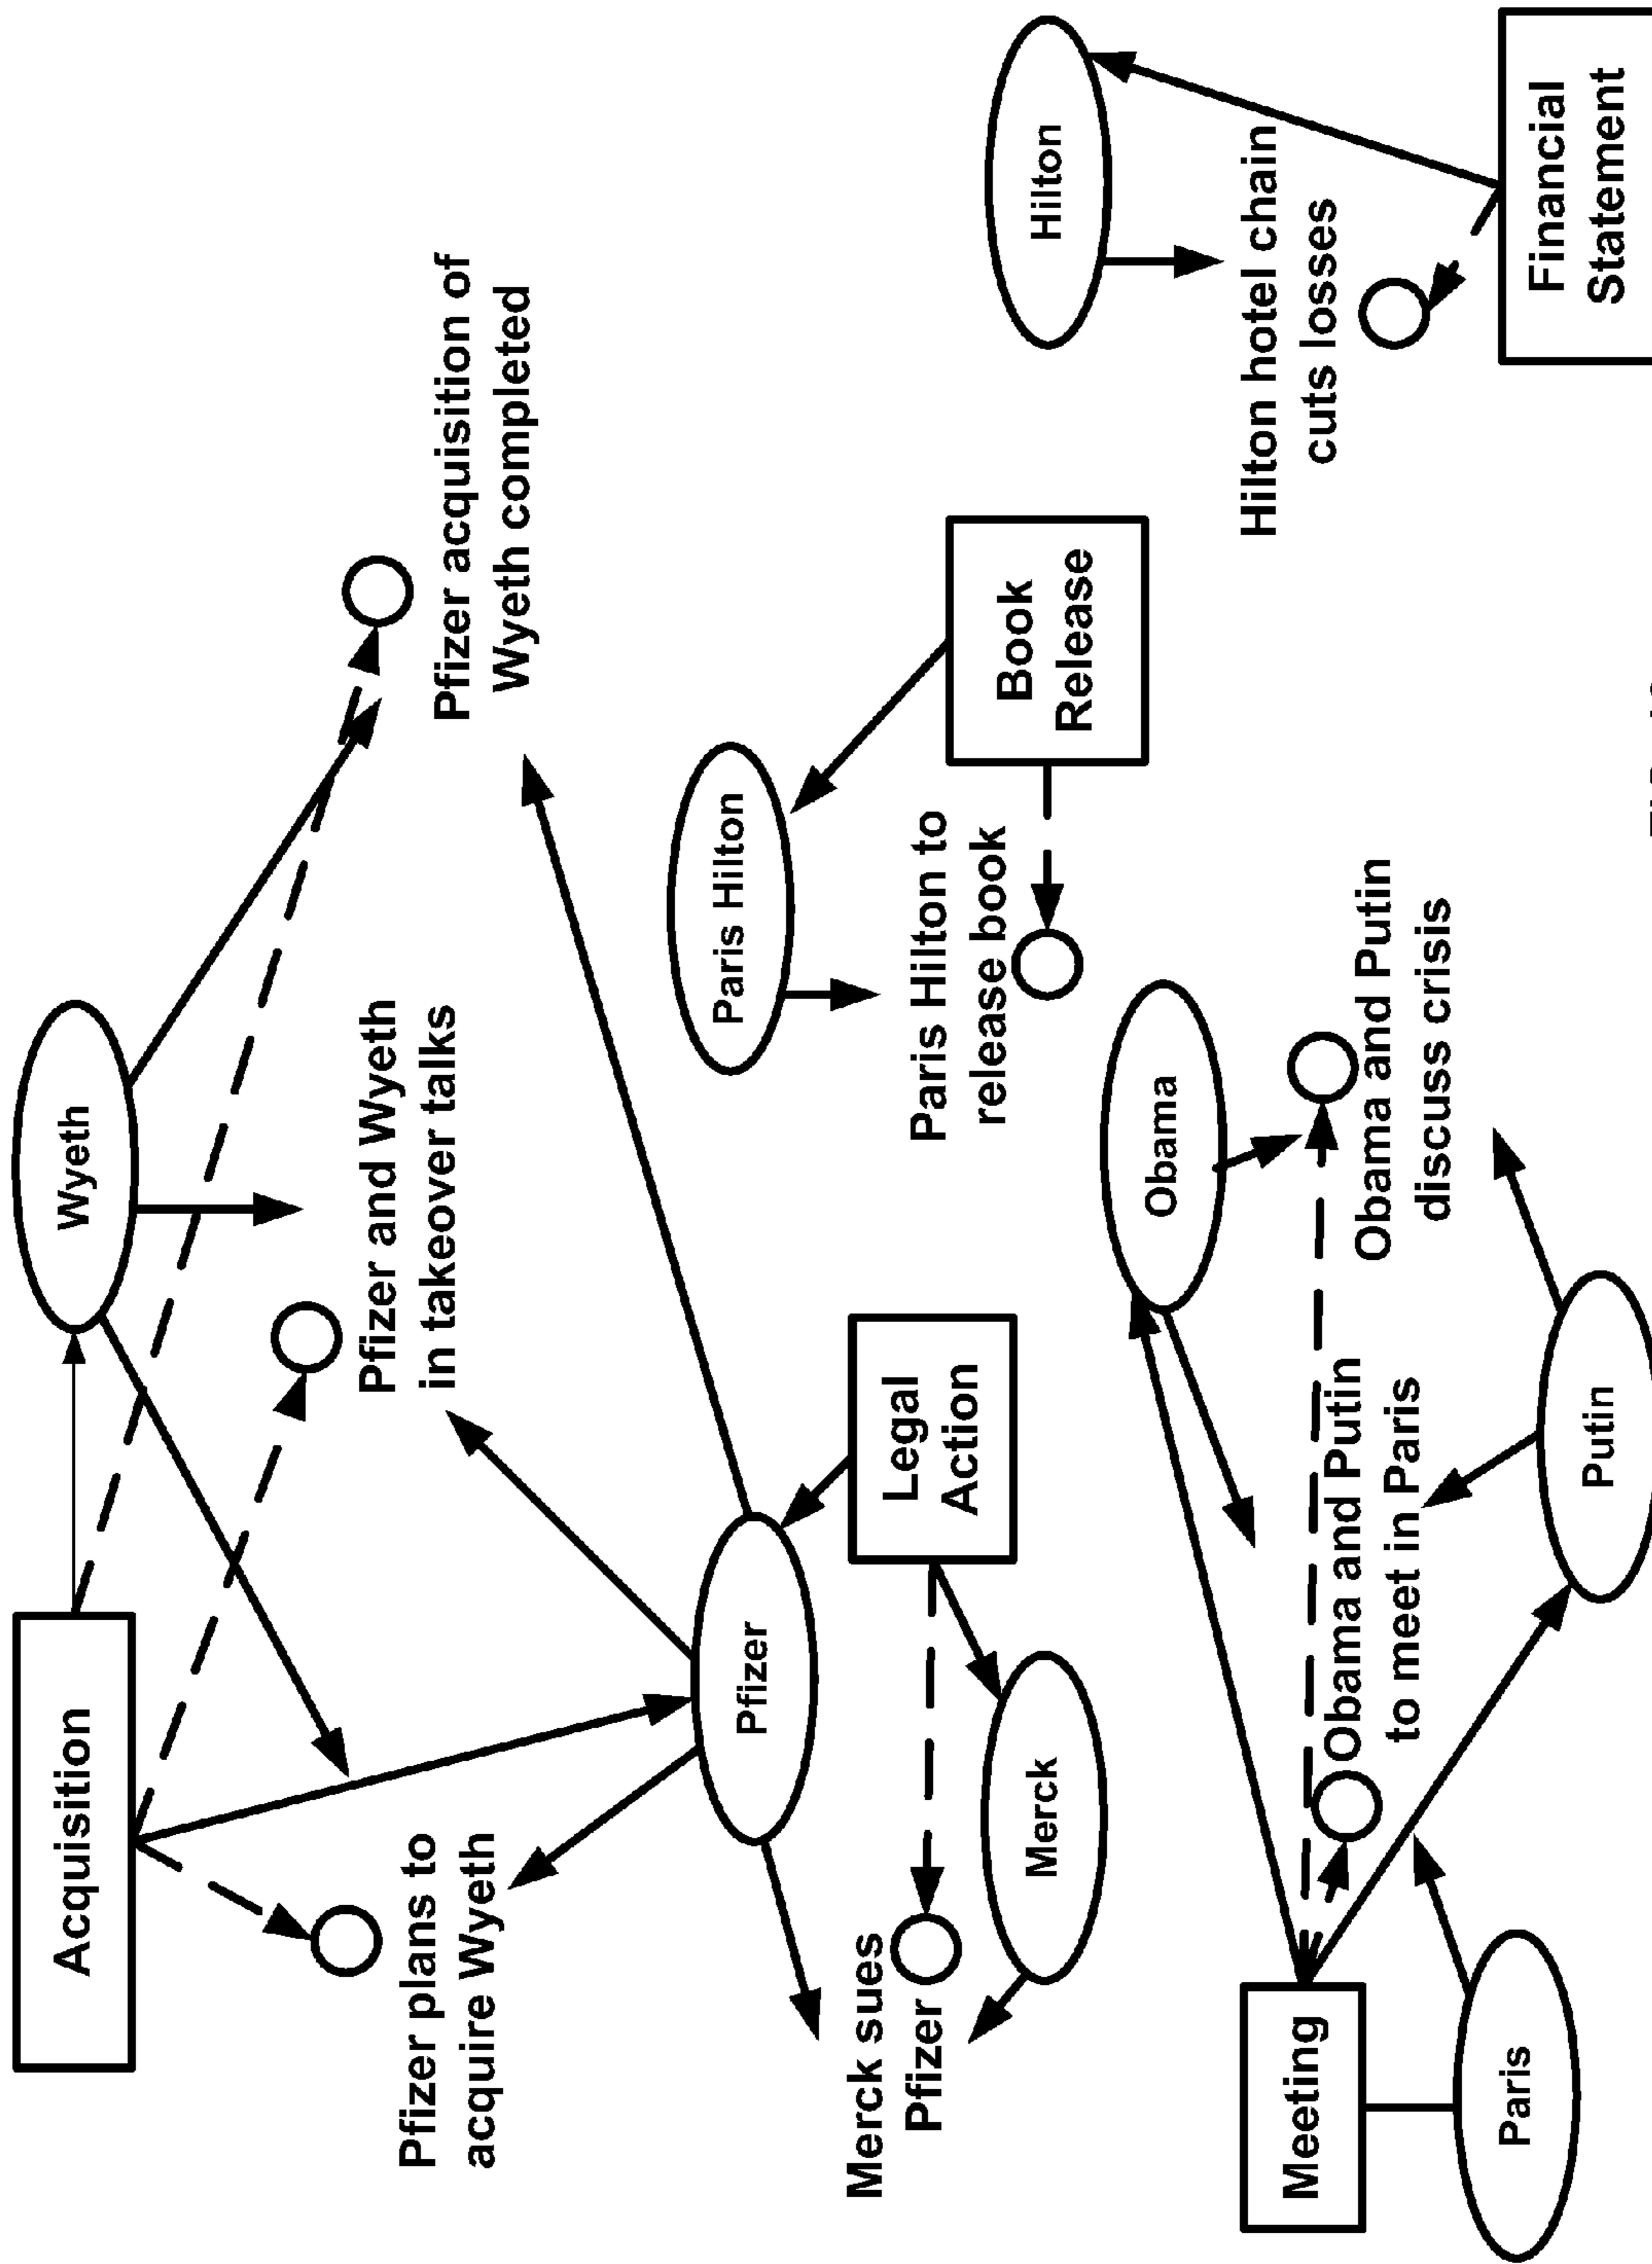 Acquisition
Wyeth
Pfizer plans to
acquire Wyeth
Pfizer and Wyeth
in takeover talks
Pfizer acquisition of
Wyeth completed
Pfizer
Paris Hilton
Merck sues
Pfizer
Legal
Action
Paris Hilton to
release book
Book
Release
Merck
Hilton
Obama
Hilton hotel chain
cuts losses
Meeting
Obama and Putin
to meet in Paris
Obama and Putin
discuss crisis
Paris
Putin
Financial
Statement